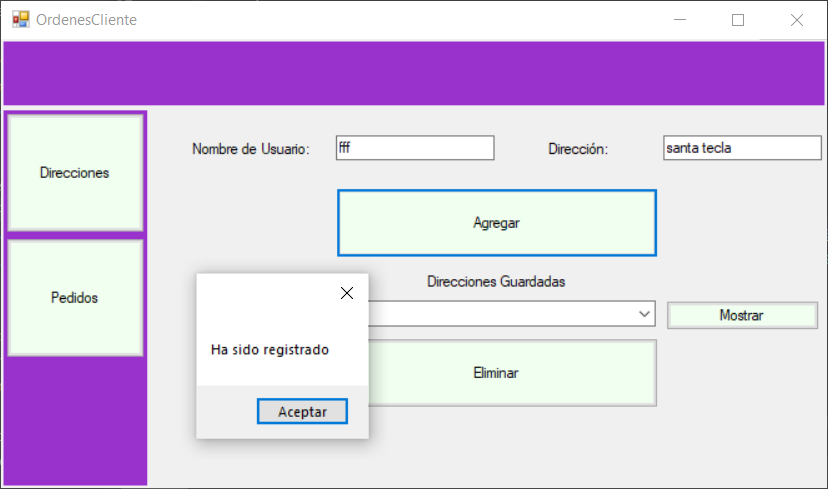 OrdenesCliente
Direcciones
Nombre de Usuario:
fff
Dirección:
santa tecla
Agregar
Pedidos
Direcciones Guardadas
Mostrar
Ha sido registrado
Eliminar
Aceptar